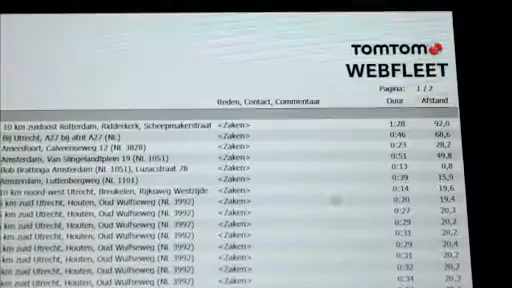 TOMTOM
WEBFLEET
Pagina: 1 / 2
Reden, Contact, Commentaar Duur Afstand
10 km zuidoost Rotterdam, Ridderkerk, Scheepmakerstraat <Zaken> 1:28 92,0
Bij Utrecht, A27 bij afrit A27 (NL) <Zaken> 0:46 68,6
Amersfoort, Calveenseweg 12 (NL 3828) <Zaken> 0:23 28,2
Amsterdam, Van Slingelandtplein 19 (NL 1051) <Zaken> 0:51 49,8
Bob Brattinga Amsterdam (NL 1051), Luzacstraat 78 <Zaken> 0:13 0,8
Amsterdam, Luttenbergweg (NL 1101) <Zaken> 0:39 15,9
10 km noord-west Utrecht, Breukelen, Rijksweg Westzijde <Zaken> 0:14 19,6
km zuid Utrecht, Houten, Oud Wulfseweg (NL 3992) <Zaken> 0:20 19,4
km zuid Utrecht, Houten, Oud Wulfseweg (NL 3992) <Zaken> 0:27 20,3
km zuid Utrecht, Houten, Oud Wulfseweg (NL 3992) <Zaken> 0:29 20,2
km zuid Utrecht, Houten, Oud Wulfseweg (NL 3992) <Zaken> 0:31 20,2
km zuid Utrecht, Houten, Oud Wulfseweg (NL 3992) <Zaken> 0:29 20,4
km zuid Utrecht, Houten, Oud Wulfseweg (NL 3992) <Zaken> 0:31 20,2
km zuid Utrecht, Houten, Oud Wulfseweg (NL 3992) <Zaken> 0:32 20,2
km zuid Utrecht, Houten, Oud Wulfseweg (NL 3992) <Zaken> 0:34 20,3